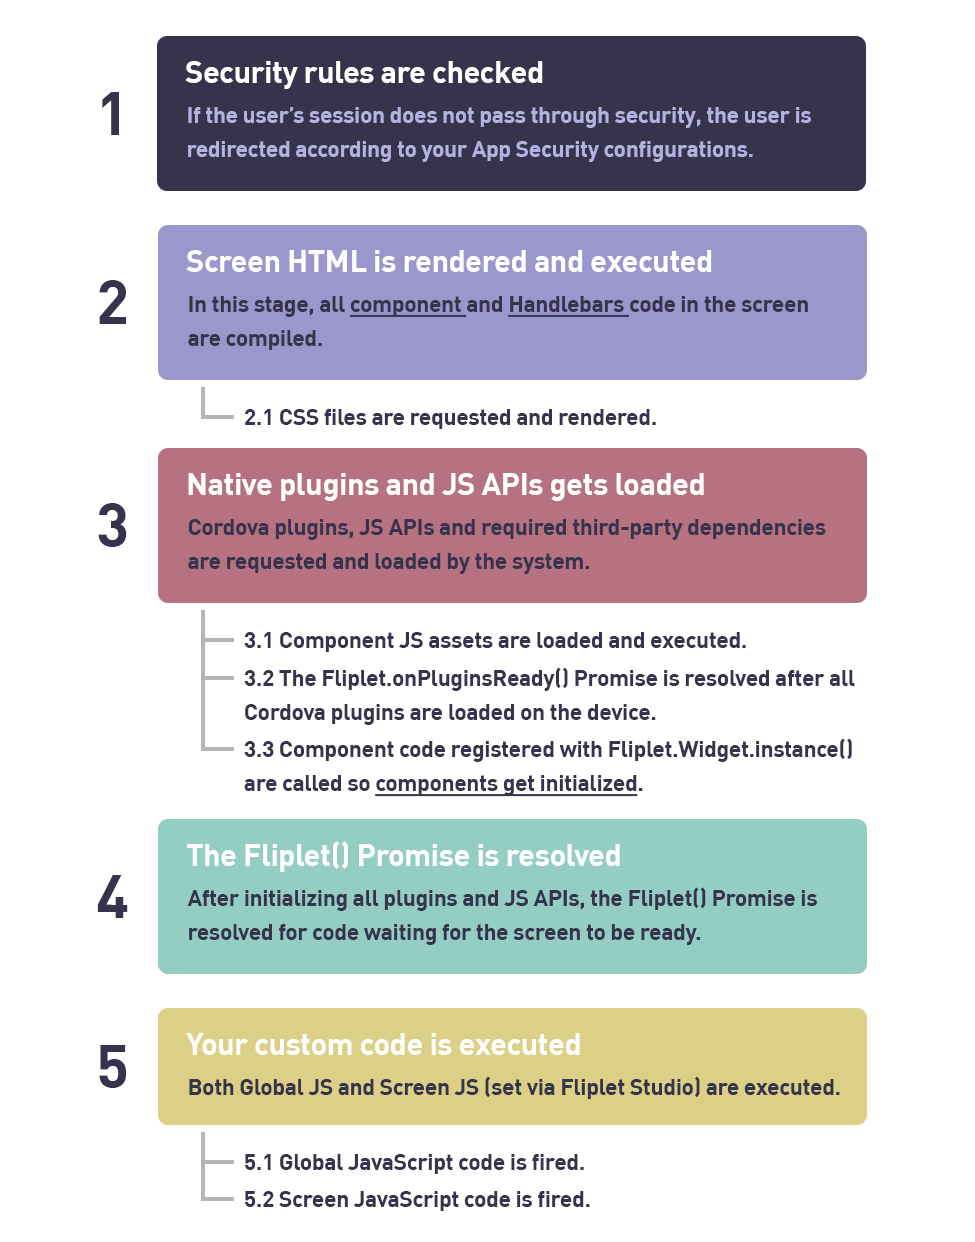 1
Security rules are checked
If the user’s session does not pass through security, the user is
redirected according to your App Security configurations.
2
Screen HTML is rendered and executed
In this stage, all component and Handlebars code in the screen
are compiled.
2.1 CSS files are requested and rendered.
3
Native plugins and JS APIs gets loaded
Cordova plugins, JS APIs and required third-party dependencies
are requested and loaded by the system.
3.1 Component JS assets are loaded and executed.
3.2 The Fliplet.onPluginsReady() Promise is resolved after all
Cordova plugins are loaded on the device.
3.3 Component code registered with Fliplet.Widget.instance()
are called so components get initialized.
4
The Fliplet() Promise is resolved
After initializing all plugins and JS APIs, the Fliplet() Promise is
resolved for code waiting for the screen to be ready.
5
Your custom code is executed
Both Global JS and Screen JS (set via Fliplet Studio) are executed.
5.1 Global JavaScript code is fired.
5.2 Screen JavaScript code is fired.